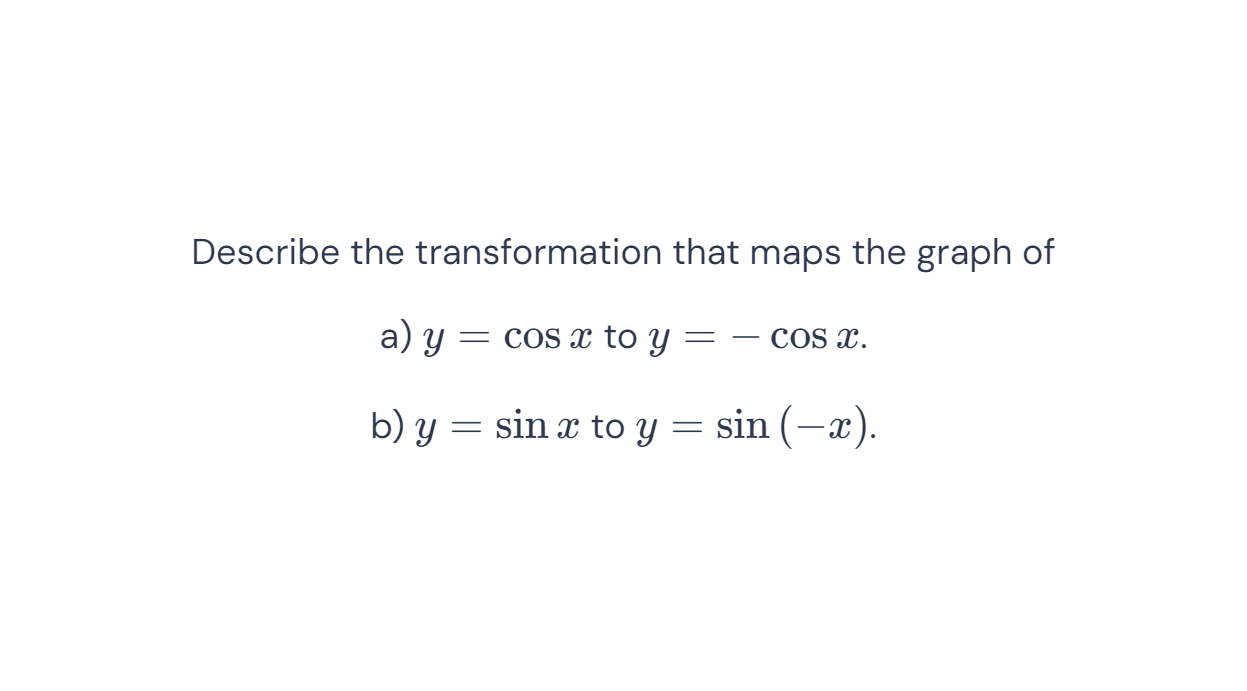 Describe the transformation that maps the graph of
a) y = cos x to y = − cos x.
b) y = sin x to y = sin (−x).